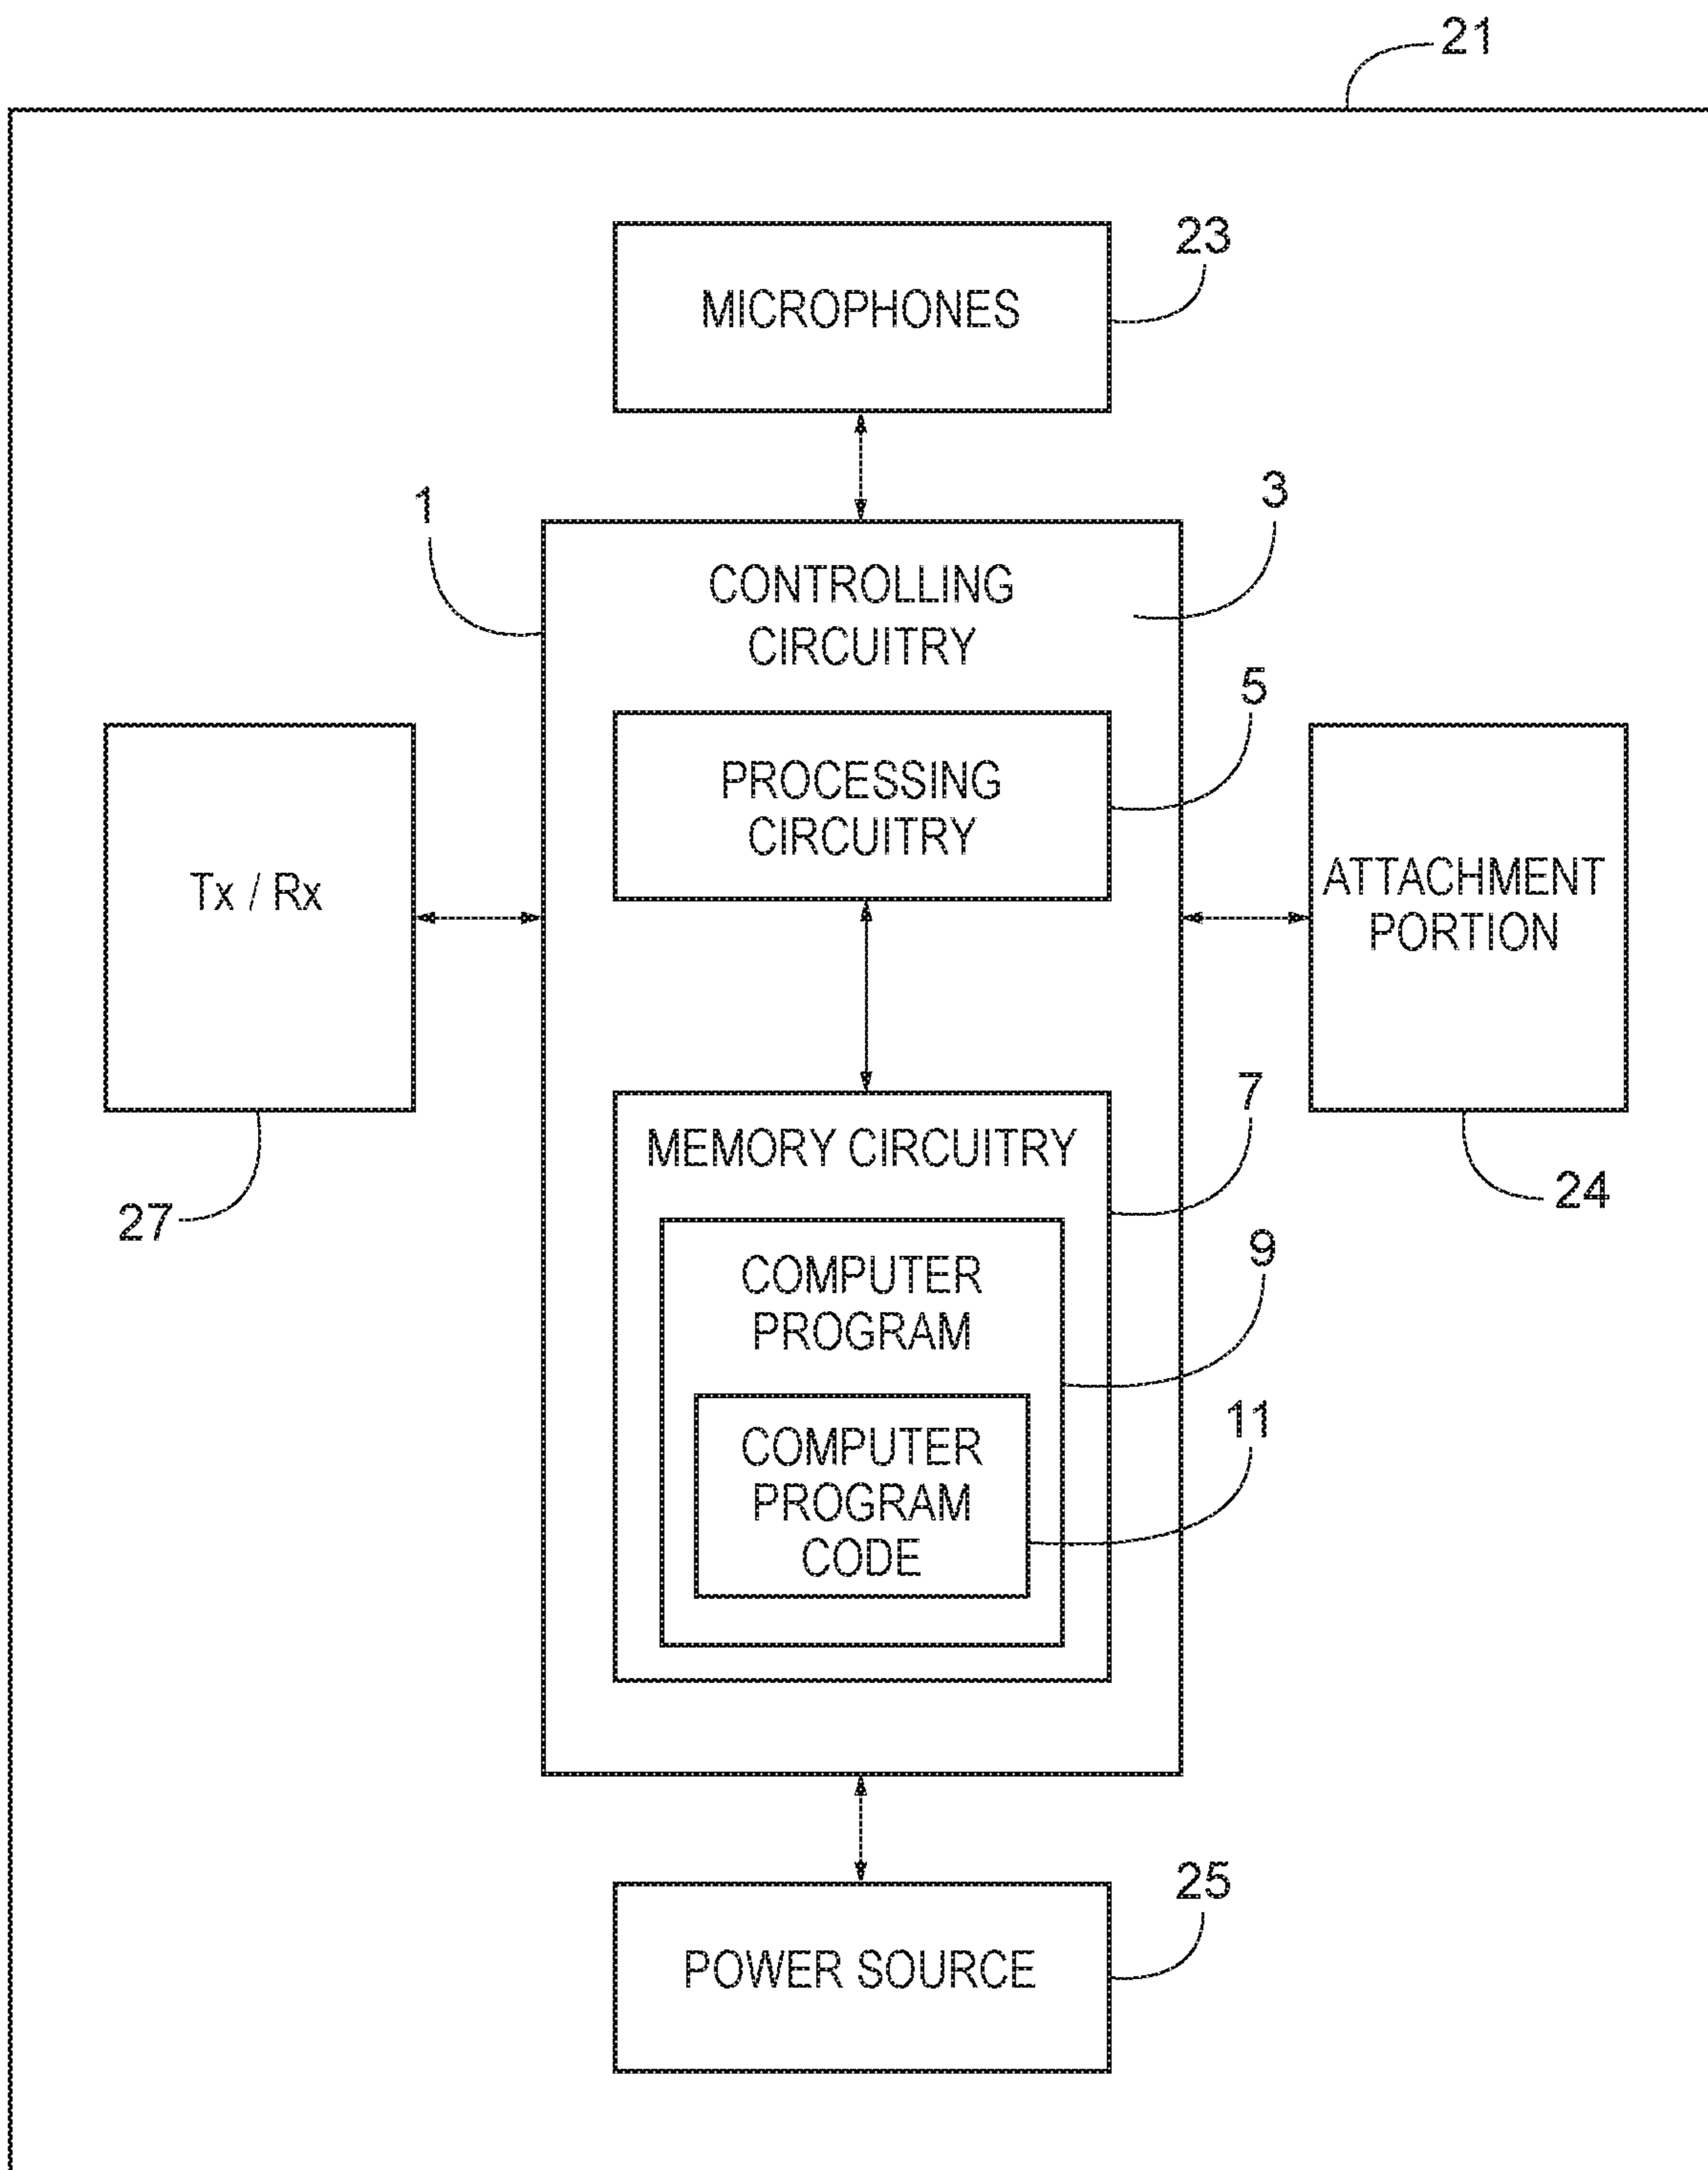 21
23
MICROPHONES
1
3
CONTROLLING
CIRCUITRY
5
PROCESSING
CIRCUITRY
Tx / Rx
ATTACHMENT
PORTION
7
MEMORY CIRCUITRY
27
24
9
COMPUTER
PROGRAM
11
COMPUTER
PROGRAM
CODE
25
POWER SOURCE